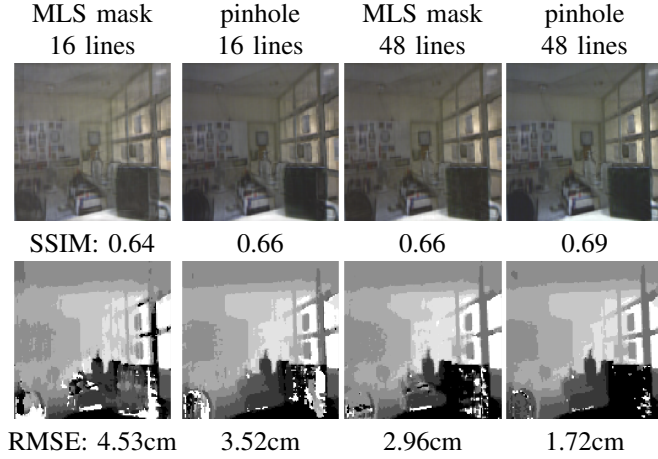 MLS mask pinhole MLS mask pinhole
16 lines 16 lines 48 lines 48 lines
SSIM: 0.64 0.66 0.66 0.69
RMSE: 4.53cm 3.52cm 2.96cm 1.72cm